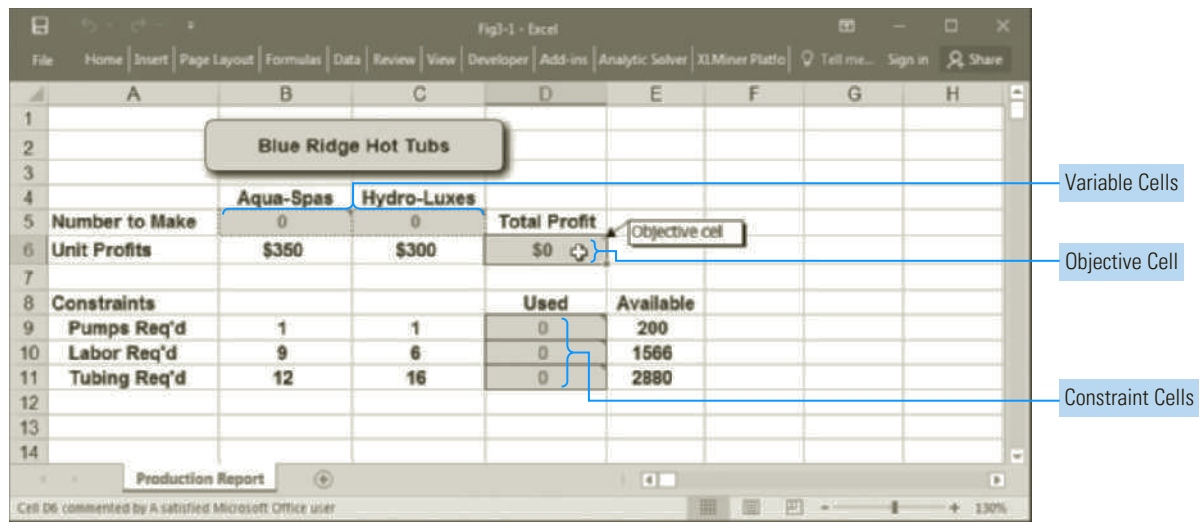 Fig3-1 - Excel
File Home Insert Page Layout Formulas Data Review View Developer Add-ins Analytic Solver XLMiner Platfo Tell me... Sign in Share
A B C D E F G H
1
2 Blue Ridge Hot Tubs
3
4 Aqua-Spas Hydro-Luxes
5 Number to Make 0 0 Total Profit Objective cell
6 Unit Profits $350 $300 $0
7
8 Constraints Used Available
9 Pumps Req'd 1 1 0 200
10 Labor Req'd 9 6 0 1566
11 Tubing Req'd 12 16 0 2880
12
13
14
Production Report
Cell D6 commented by A satisfied Microsoft Office user 130%
Variable Cells
Objective Cell
Constraint Cells